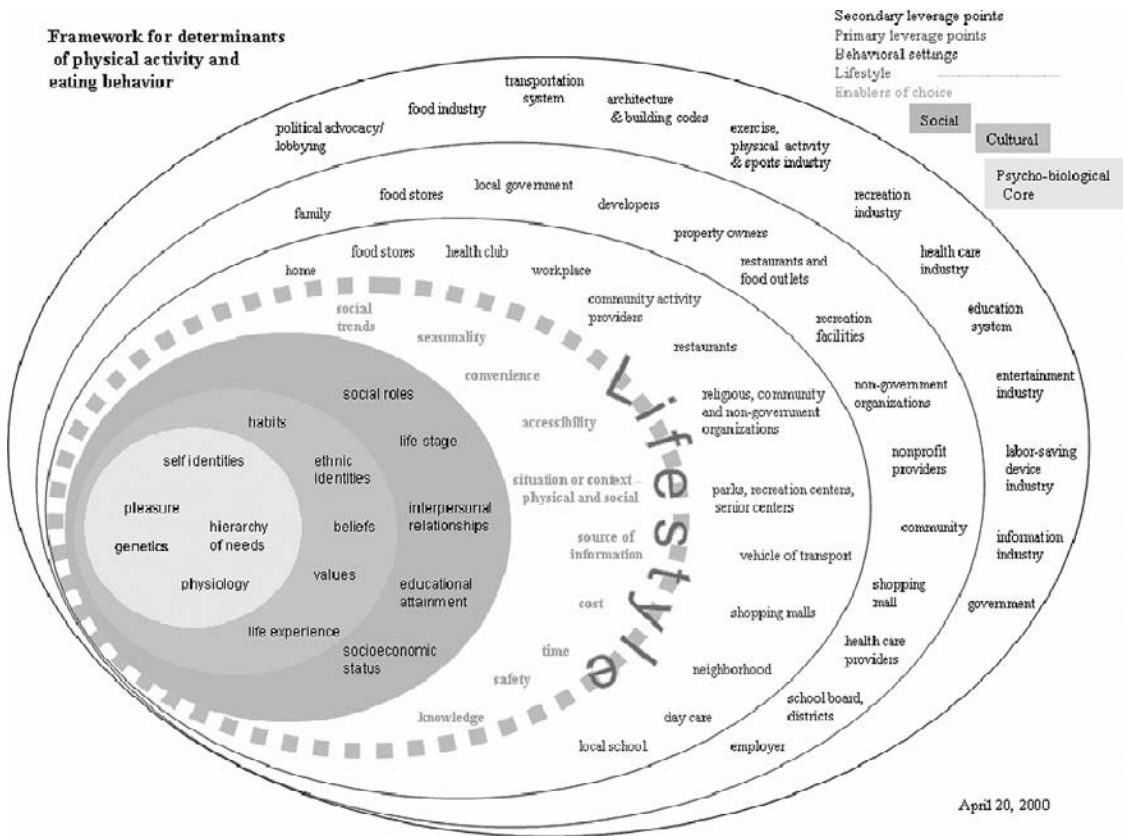 Framework for determinants
of physical activity and
eating behavior
Secondary leverage points
Primary leverage points
Behavioral settings
Lifestyle
Enablers of choice
Social
Cultural
Psycho-biological
Core
political advocacy/
lobbying
food industry
transportation
system
architecture
& building codes
exercise,
physical activity
& sports industry
recreation
industry
health care
industry
education
system
entertainment
industry
labor-saving
device
industry
information
industry
government
family
food stores
local government
developers
property owners
restaurants and
food outlets
recreation
facilities
non-government
organizations
nonprofit
providers
community
shopping
mall
health care
providers
school board,
districts
employer
home
food stores
health club
workplace
community activity
providers
restaurants
religious, community
and non-government
organizations
parks, recreation centers,
senior centers
vehicle of transport
shopping malls
neighborhood
day care
local school
Lifestyle
social
trends
seasonality
convenience
accessibility
situation or context –
physical and social
source of
information
cost
time
safety
knowledge
social roles
life stage
interpersonal
relationships
educational
attainment
socioeconomic
status
habits
ethnic
identities
beliefs
values
life experience
self identities
pleasure
hierarchy
of needs
genetics
physiology
April 20, 2000